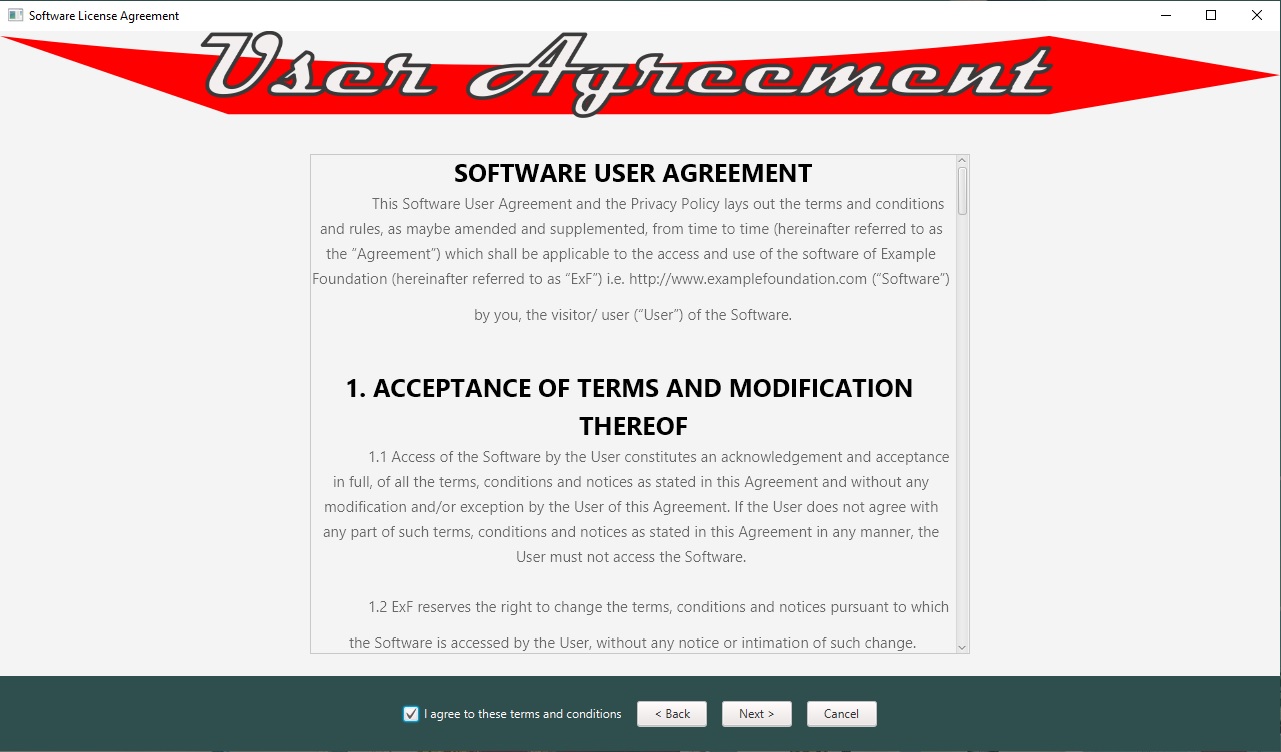 Software License Agreement
User Agreement
SOFTWARE USER AGREEMENT
This Software User Agreement and the Privacy Policy lays out the terms and conditions
and rules, as maybe amended and supplemented, from time to time (hereinafter referred to as
the “Agreement”) which shall be applicable to the access and use of the software of Example
Foundation (hereinafter referred to as “ExF”) i.e. http://www.examplefoundation.com (“Software”)
by you, the visitor/ user (“User”) of the Software.
1. ACCEPTANCE OF TERMS AND MODIFICATION
THEREOF
1.1 Access of the Software by the User constitutes an acknowledgement and acceptance
in full, of all the terms, conditions and notices as stated in this Agreement and without any
modification and/or exception by the User of this Agreement. If the User does not agree with
any part of such terms, conditions and notices as stated in this Agreement in any manner, the
User must not access the Software.
1.2 ExF reserves the right to change the terms, conditions and notices pursuant to which
the Software is accessed by the User, without any notice or intimation of such change.
I agree to these terms and conditions < Back Next > Cancel